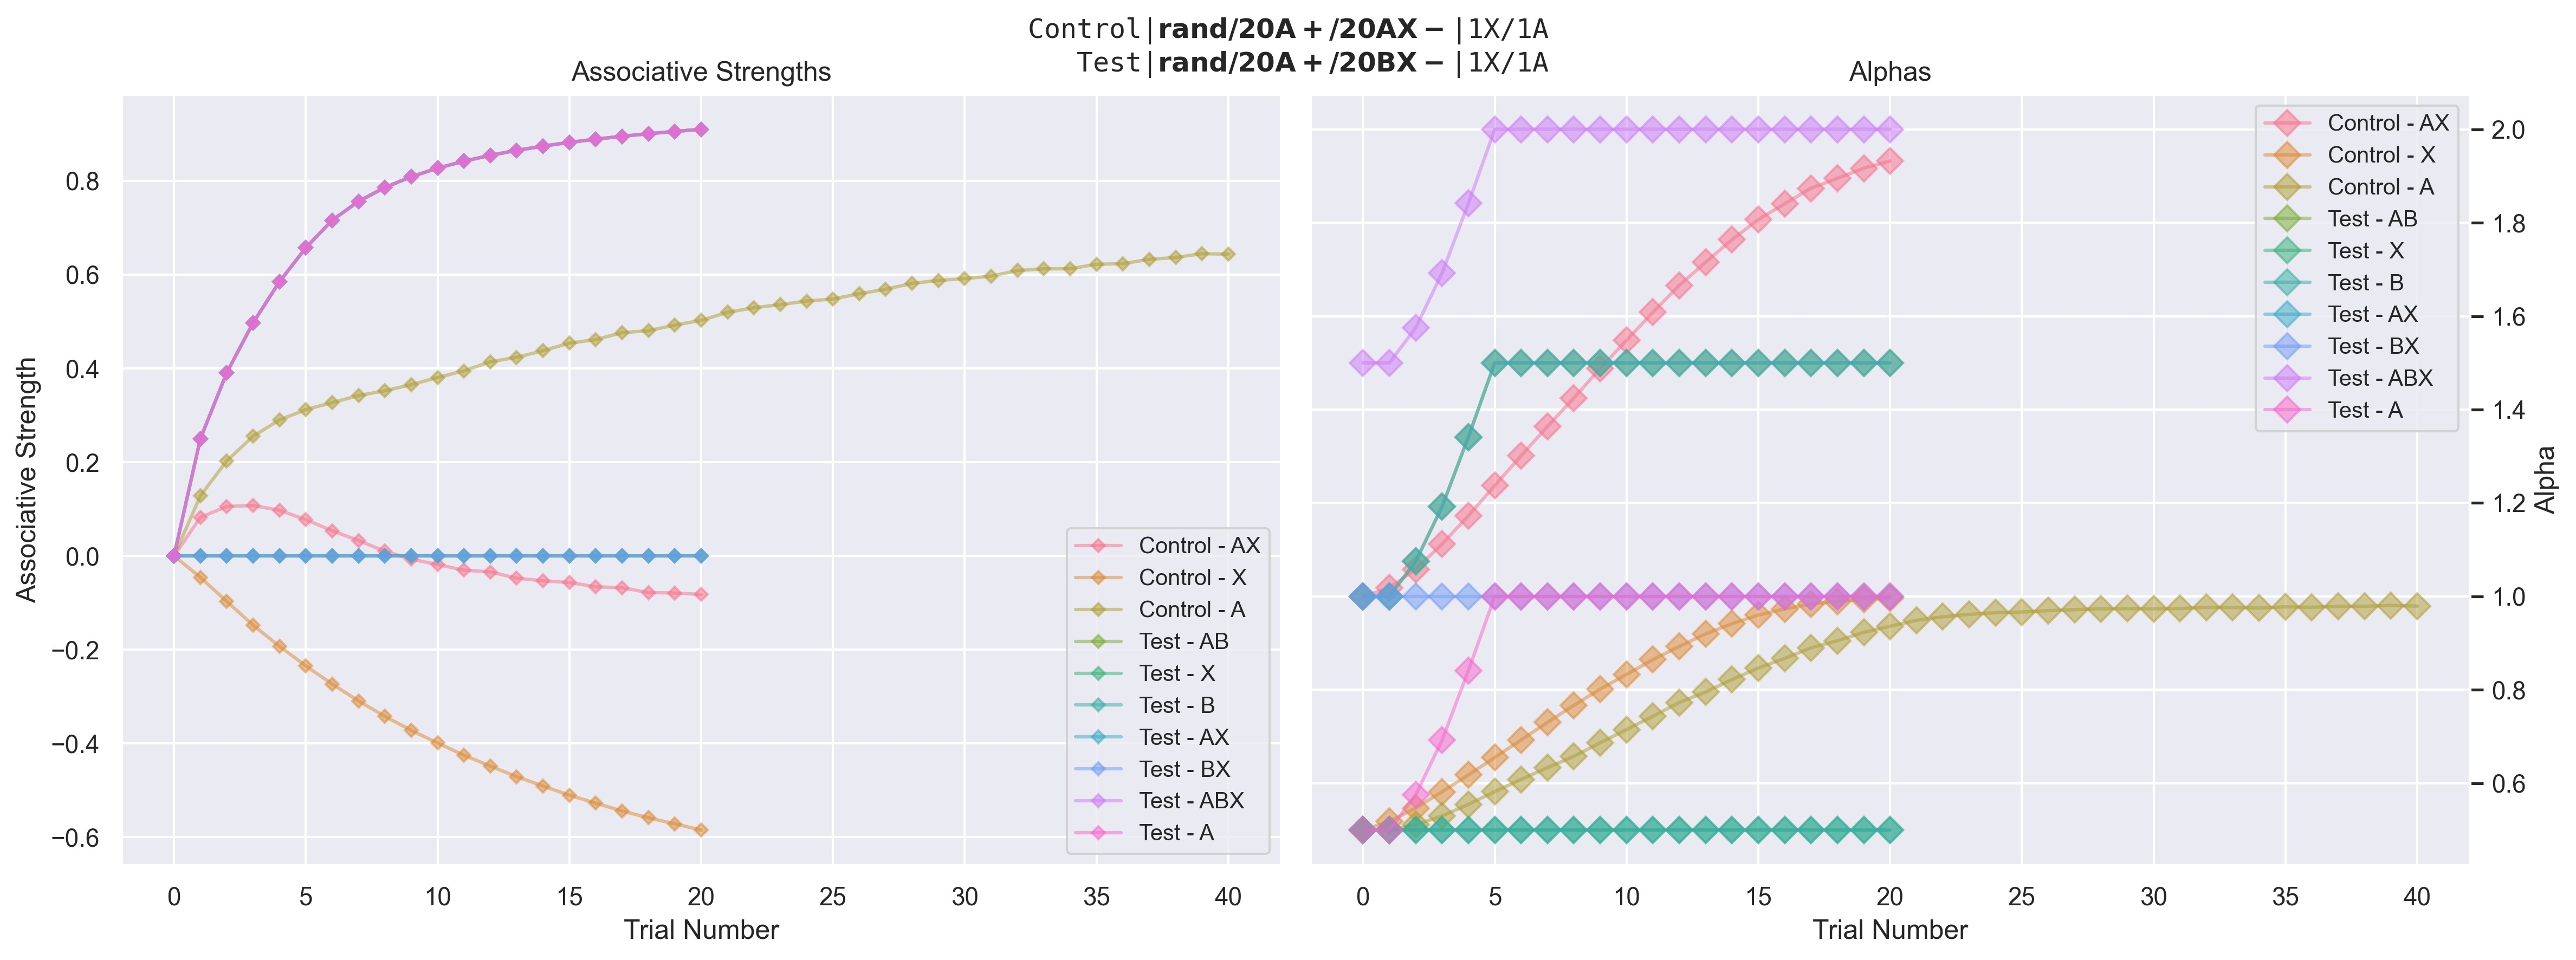 Control|rand/20A+/20AX−|1X/1A
Test|rand/20A+/20BX−|1X/1A
Associative Strengths
Associative Strength
0.8
0.6
0.4
0.2
0.0
−0.2
−0.4
−0.6
0 5 10 15 20 25 30 35 40
Trial Number
Control - AX
Control - X
Control - A
Test - AB
Test - X
Test - B
Test - AX
Test - BX
Test - ABX
Test - A
Alphas
Control - AX
Control - X
Control - A
Test - AB
Test - X
Test - B
Test - AX
Test - BX
Test - ABX
Test - A
2.0
1.8
1.6
1.4
1.2
1.0
0.8
0.6
Alpha
0 5 10 15 20 25 30 35 40
Trial Number